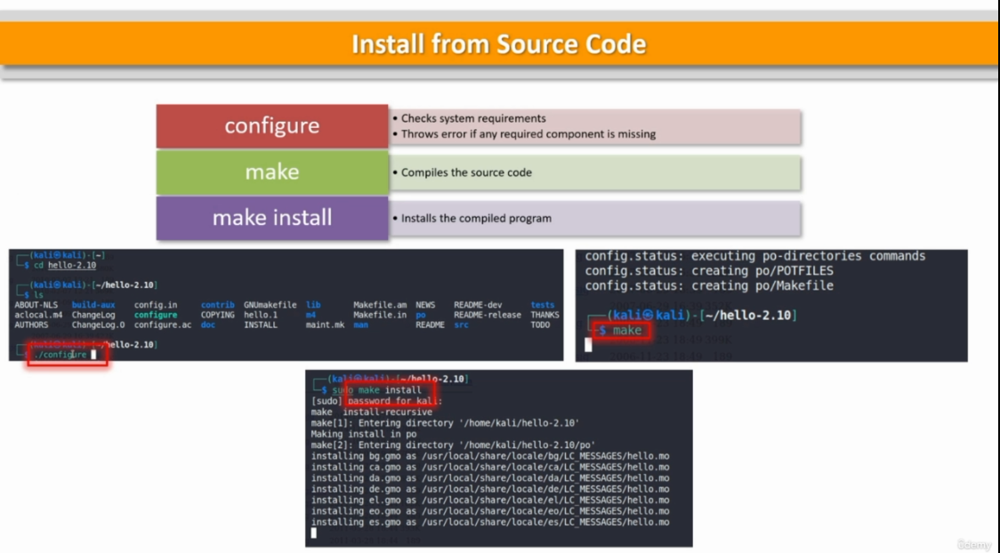 Install from Source Code
configure
• Checks system requirements
• Throws error if any required component is missing
make
• Compiles the source code
make install
• Installs the compiled program
(kali㉿kali)-[~]
$ cd hello-2.10
(kali㉿kali)-[~/hello-2.10]
$ ls
ABOUT-NLS build-aux config.in contrib GNUmakefile lib Makefile.am NEWS README-dev tests
aclocal.m4 ChangeLog configure COPYING hello.1 m4 Makefile.in po README-release THANKS
AUTHORS ChangeLog.O configure.ac doc INSTALL maint.mk man README src TODO
(kali㉿kali)-[~/hello-2.10]
$ ./configure
config.status: executing po-directories commands
config.status: creating po/POTFILES
config.status: creating po/Makefile
(kali㉿kali)-[~/hello-2.10]
$ make
(kali㉿kali)-[~/hello-2.10]
$ sudo make install
[sudo] password for kali:
make install-recursive
make[1]: Entering directory '/home/kali/hello-2.10'
Making install in po
make[2]: Entering directory '/home/kali/hello-2.10/po'
installing bg.gmo as /usr/local/share/locale/bg/LC_MESSAGES/hello.mo
installing ca.gmo as /usr/local/share/locale/ca/LC_MESSAGES/hello.mo
installing da.gmo as /usr/local/share/locale/da/LC_MESSAGES/hello.mo
installing de.gmo as /usr/local/share/locale/de/LC_MESSAGES/hello.mo
installing el.gmo as /usr/local/share/locale/el/LC_MESSAGES/hello.mo
installing eo.gmo as /usr/local/share/locale/eo/LC_MESSAGES/hello.mo
installing es.gmo as /usr/local/share/locale/es/LC_MESSAGES/hello.mo
ûdemy